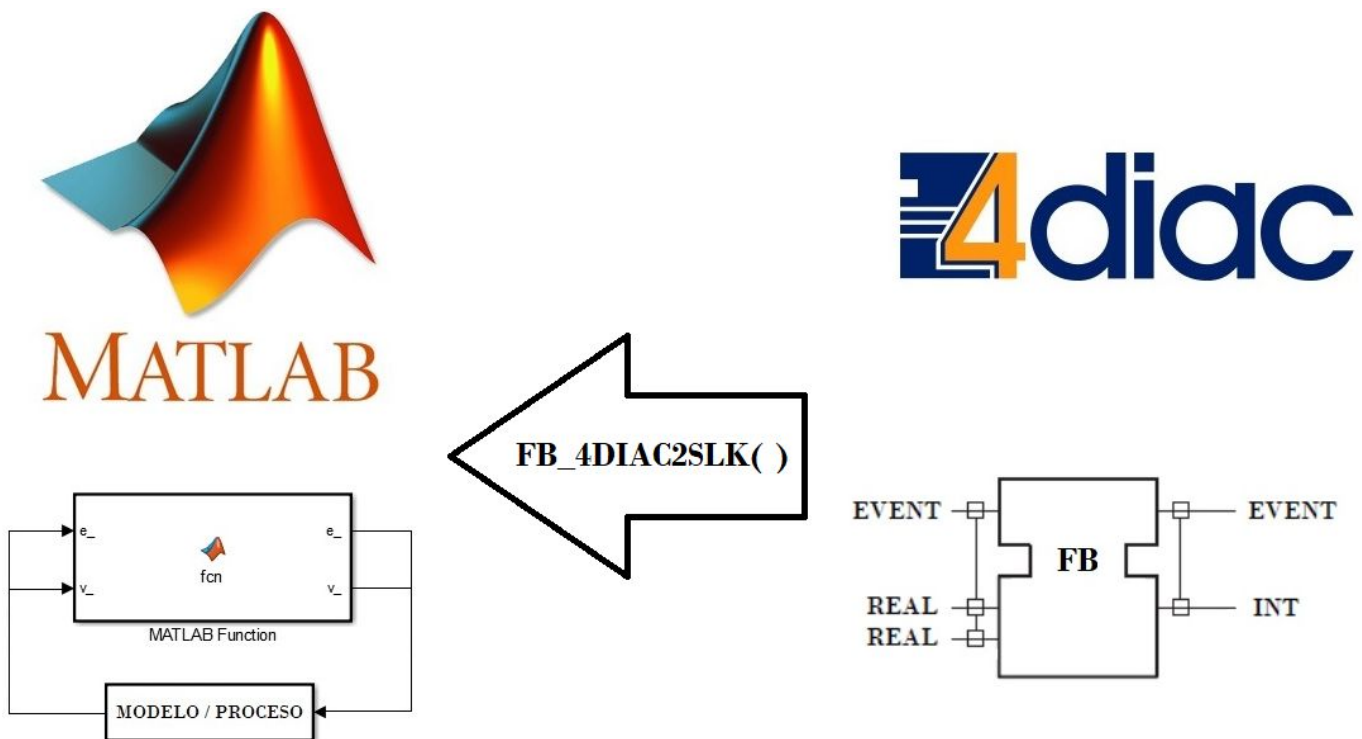 MATLAB
e_
v_
fcn
e_
v_
MATLAB Function
MODELO / PROCESO
FB_4DIAC2SLK( )
4diac
EVENT
EVENT
FB
REAL
INT
REAL